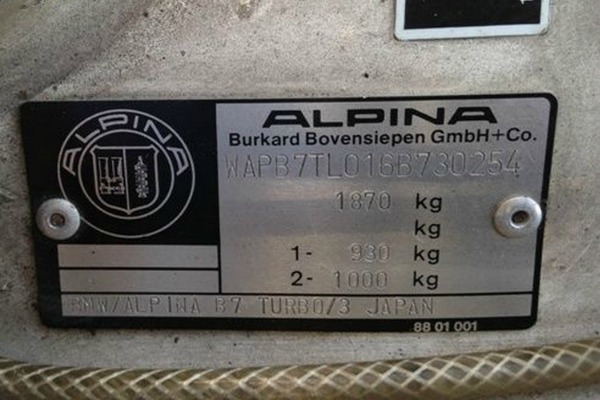 ALPINA
ALPINA
Burkard Bovensiepen GmbH+Co.
WAPB7TL016B730254
1870 kg
kg
1- 930 kg
2- 1000 kg
BMW/ALPINA B7 TURBO/3 JAPAN
88 01 001